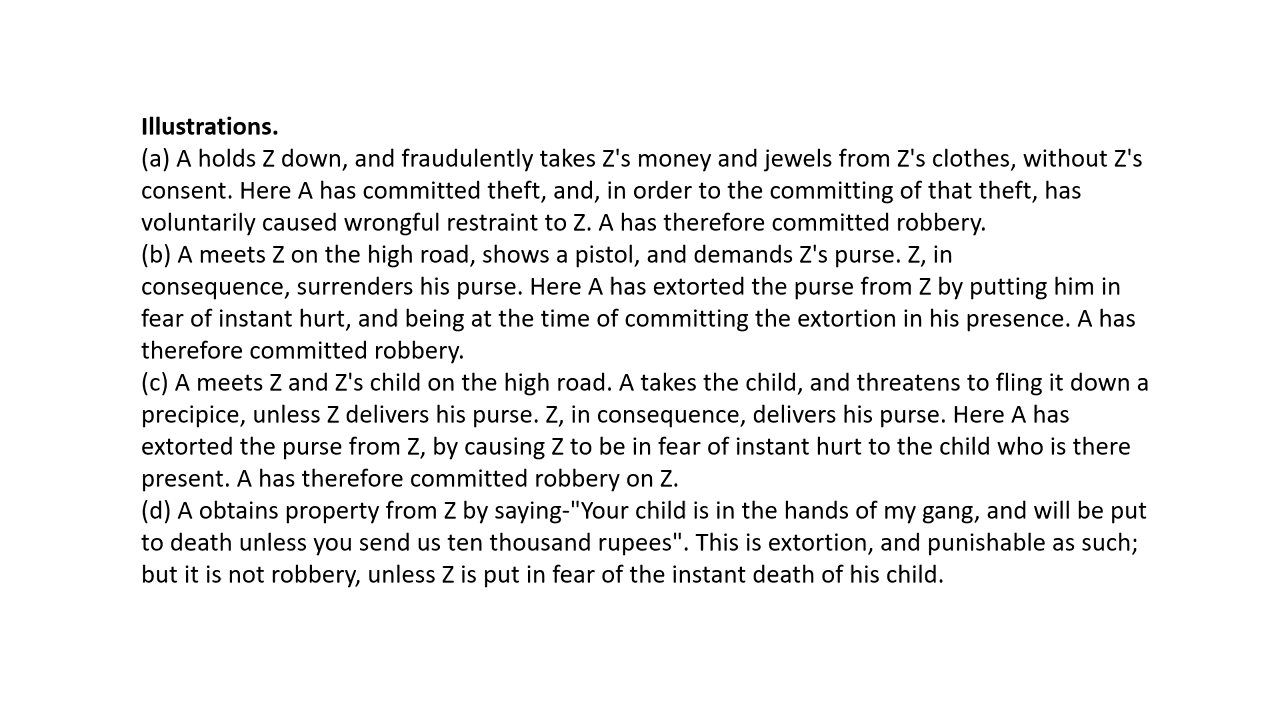 Illustrations.
(a) A holds Z down, and fraudulently takes Z's money and jewels from Z's clothes, without Z's
consent. Here A has committed theft, and, in order to the committing of that theft, has
voluntarily caused wrongful restraint to Z. A has therefore committed robbery.
(b) A meets Z on the high road, shows a pistol, and demands Z's purse. Z, in
consequence, surrenders his purse. Here A has extorted the purse from Z by putting him in
fear of instant hurt, and being at the time of committing the extortion in his presence. A has
therefore committed robbery.
(c) A meets Z and Z's child on the high road. A takes the child, and threatens to fling it down a
precipice, unless Z delivers his purse. Z, in consequence, delivers his purse. Here A has
extorted the purse from Z, by causing Z to be in fear of instant hurt to the child who is there
present. A has therefore committed robbery on Z.
(d) A obtains property from Z by saying-"Your child is in the hands of my gang, and will be put
to death unless you send us ten thousand rupees". This is extortion, and punishable as such;
but it is not robbery, unless Z is put in fear of the instant death of his child.